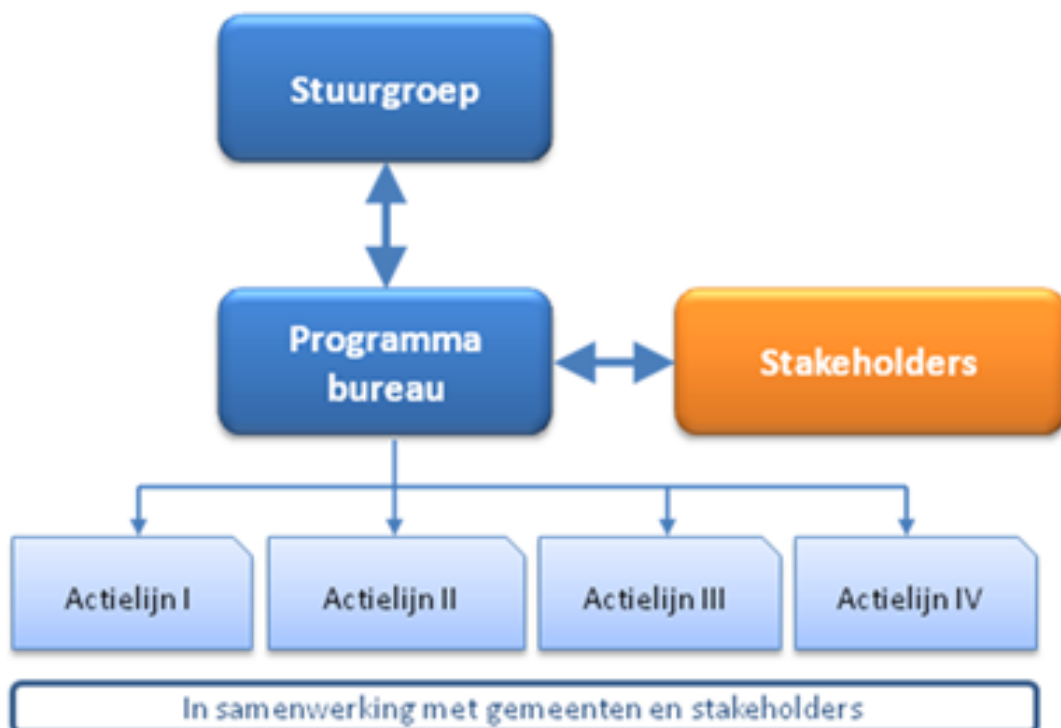 Stuurgroep
Programma
bureau
Stakeholders
Actielijn I
Actielijn II
Actielijn III
Actielijn IV
In samenwerking met gemeenten en stakeholders